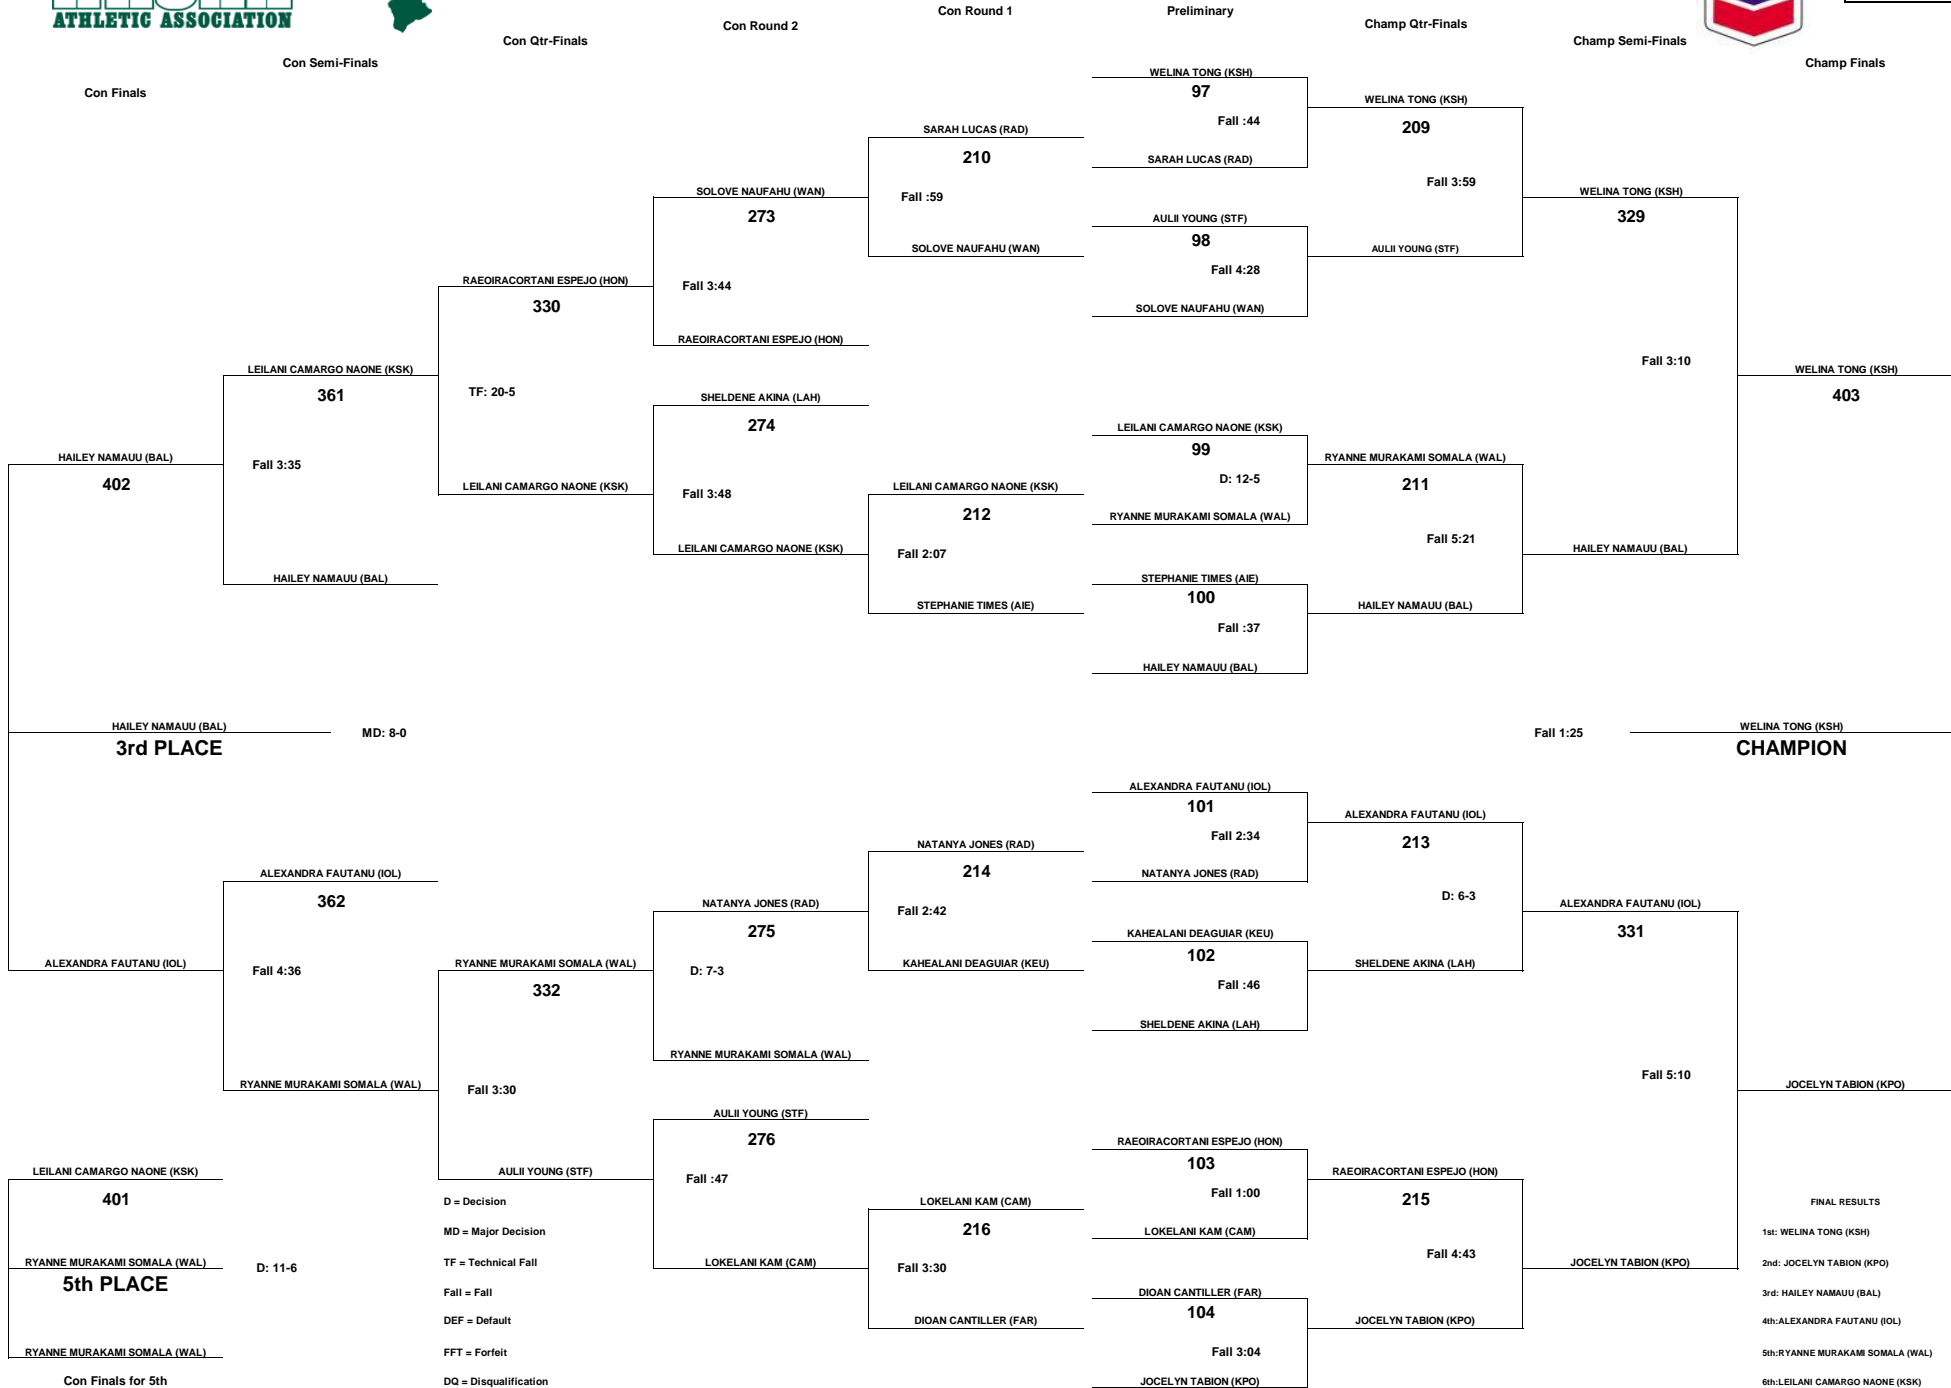 ATHLETIC ASSOCIATION
Con Finals
Con Semi-Finals
Con Qtr-Finals
Con Round 2
Con Round 1
Preliminary
Champ Qtr-Finals
Champ Semi-Finals
Champ Finals
WELINA TONG (KSH)
97
Fall :44
SARAH LUCAS (RAD)
AULII YOUNG (STF)
98
Fall 4:28
SOLOVE NAUFAHU (WAN)
LEILANI CAMARGO NAONE (KSK)
99
D: 12-5
RYANNE MURAKAMI SOMALA (WAL)
STEPHANIE TIMES (AIE)
100
Fall :37
HAILEY NAMAUU (BAL)
WELINA TONG (KSH)
209
Fall 3:59
AULII YOUNG (STF)
RYANNE MURAKAMI SOMALA (WAL)
211
Fall 5:21
HAILEY NAMAUU (BAL)
WELINA TONG (KSH)
329
Fall 3:10
HAILEY NAMAUU (BAL)
WELINA TONG (KSH)
403
SARAH LUCAS (RAD)
210
Fall :59
SOLOVE NAUFAHU (WAN)
LEILANI CAMARGO NAONE (KSK)
212
Fall 2:07
STEPHANIE TIMES (AIE)
SOLOVE NAUFAHU (WAN)
273
Fall 3:44
RAEOIRACORTANI ESPEJO (HON)
SHELDENE AKINA (LAH)
274
Fall 3:48
LEILANI CAMARGO NAONE (KSK)
RAEOIRACORTANI ESPEJO (HON)
330
TF: 20-5
LEILANI CAMARGO NAONE (KSK)
LEILANI CAMARGO NAONE (KSK)
361
Fall 3:35
HAILEY NAMAUU (BAL)
HAILEY NAMAUU (BAL)
402
HAILEY NAMAUU (BAL)
3rd PLACE
MD: 8-0
Fall 1:25
WELINA TONG (KSH)
CHAMPION
ALEXANDRA FAUTANU (IOL)
101
Fall 2:34
NATANYA JONES (RAD)
KAHEALANI DEAGUIAR (KEU)
102
Fall :46
SHELDENE AKINA (LAH)
RAEOIRACORTANI ESPEJO (HON)
103
Fall 1:00
LOKELANI KAM (CAM)
DIOAN CANTILLER (FAR)
104
Fall 3:04
JOCELYN TABION (KPO)
ALEXANDRA FAUTANU (IOL)
213
D: 6-3
SHELDENE AKINA (LAH)
RAEOIRACORTANI ESPEJO (HON)
215
Fall 4:43
JOCELYN TABION (KPO)
ALEXANDRA FAUTANU (IOL)
331
Fall 5:10
JOCELYN TABION (KPO)
JOCELYN TABION (KPO)
NATANYA JONES (RAD)
214
Fall 2:42
KAHEALANI DEAGUIAR (KEU)
LOKELANI KAM (CAM)
216
Fall 3:30
DIOAN CANTILLER (FAR)
NATANYA JONES (RAD)
275
D: 7-3
RYANNE MURAKAMI SOMALA (WAL)
AULII YOUNG (STF)
276
Fall :47
LOKELANI KAM (CAM)
RYANNE MURAKAMI SOMALA (WAL)
332
Fall 3:30
AULII YOUNG (STF)
ALEXANDRA FAUTANU (IOL)
362
Fall 4:36
RYANNE MURAKAMI SOMALA (WAL)
ALEXANDRA FAUTANU (IOL)
LEILANI CAMARGO NAONE (KSK)
401
RYANNE MURAKAMI SOMALA (WAL)
5th PLACE
D: 11-6
RYANNE MURAKAMI SOMALA (WAL)
Con Finals for 5th
D = Decision
MD = Major Decision
TF = Technical Fall
Fall = Fall
DEF = Default
FFT = Forfeit
DQ = Disqualification
FINAL RESULTS
1st: WELINA TONG (KSH)
2nd: JOCELYN TABION (KPO)
3rd: HAILEY NAMAUU (BAL)
4th:ALEXANDRA FAUTANU (IOL)
5th:RYANNE MURAKAMI SOMALA (WAL)
6th:LEILANI CAMARGO NAONE (KSK)